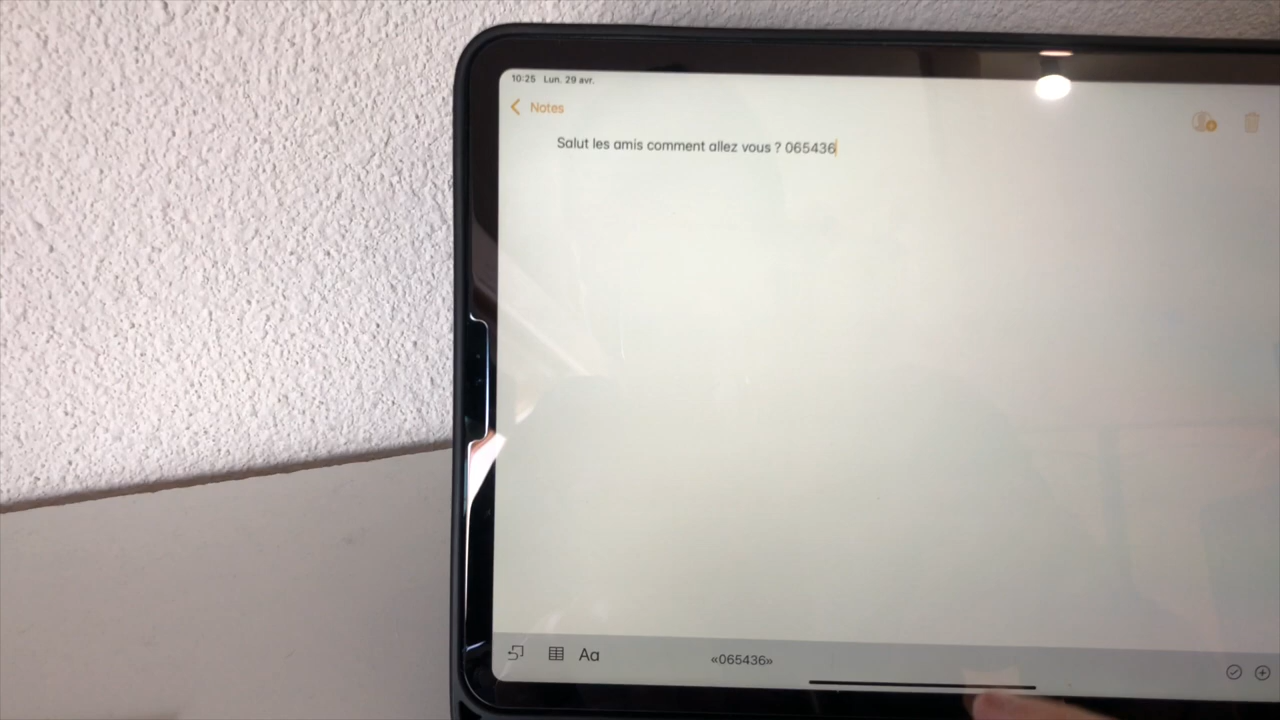 10:25 Lun. 29 avr.
Notes
Salut les amis comment allez vous ? 065436
Aa «065436»